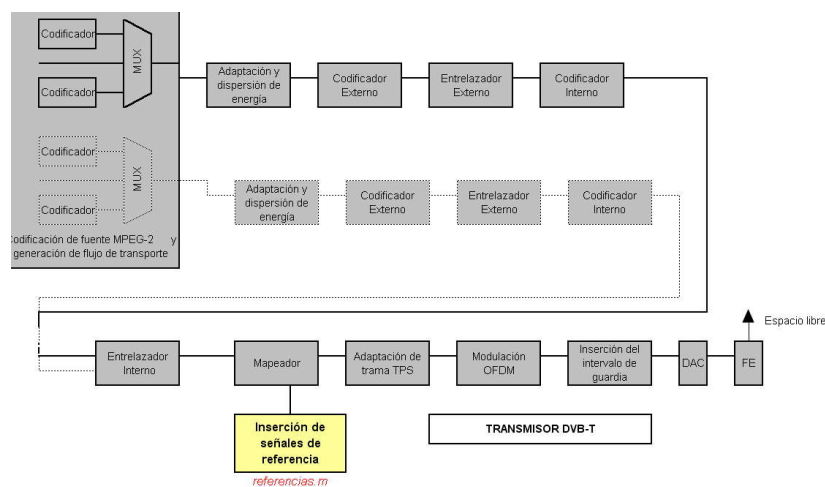 Codificador
MUX
Codificador
Adaptación y
dispersión de
energía
Codificador
Externo
Entrelazador
Externo
Codificador
Interno
Codificador
MUX
Codificador
Adaptación y
dispersión de
energía
Codificador
Externo
Entrelazador
Externo
Codificador
Interno
odificación de fuente MPEG-2 y
generación de flujo de transporte
Espacio libre
Entrelazador
Interno
Mapeador
Adaptación de
trama TPS
Modulación
OFDM
Inserción del
intervalo de
guardia
DAC
FE
Inserción de
señales de
referencia
TRANSMISOR DVB-T
referencias.m